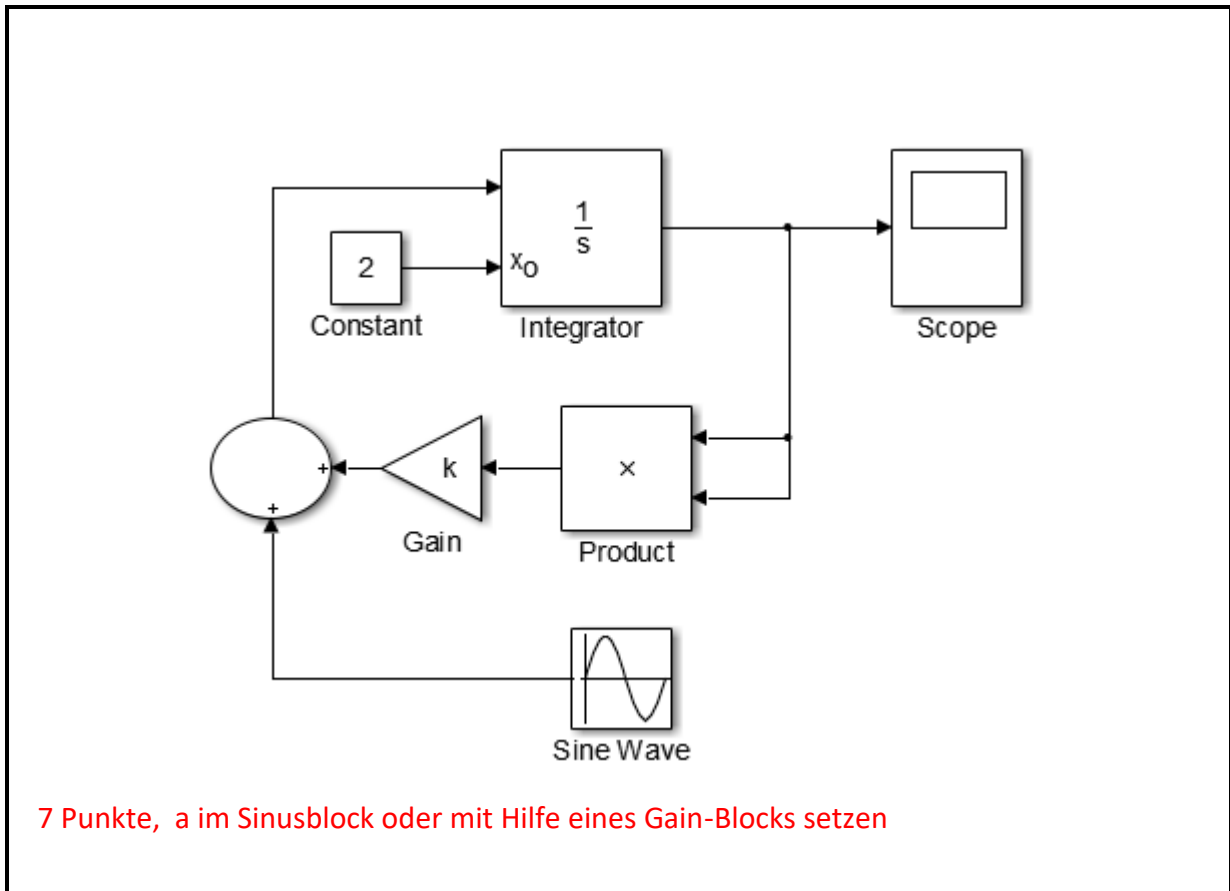 1
s
x₀
2
Constant
Integrator
Scope
+
+
k
×
Gain
Product
Sine Wave
7 Punkte, a im Sinusblock oder mit Hilfe eines Gain-Blocks setzen